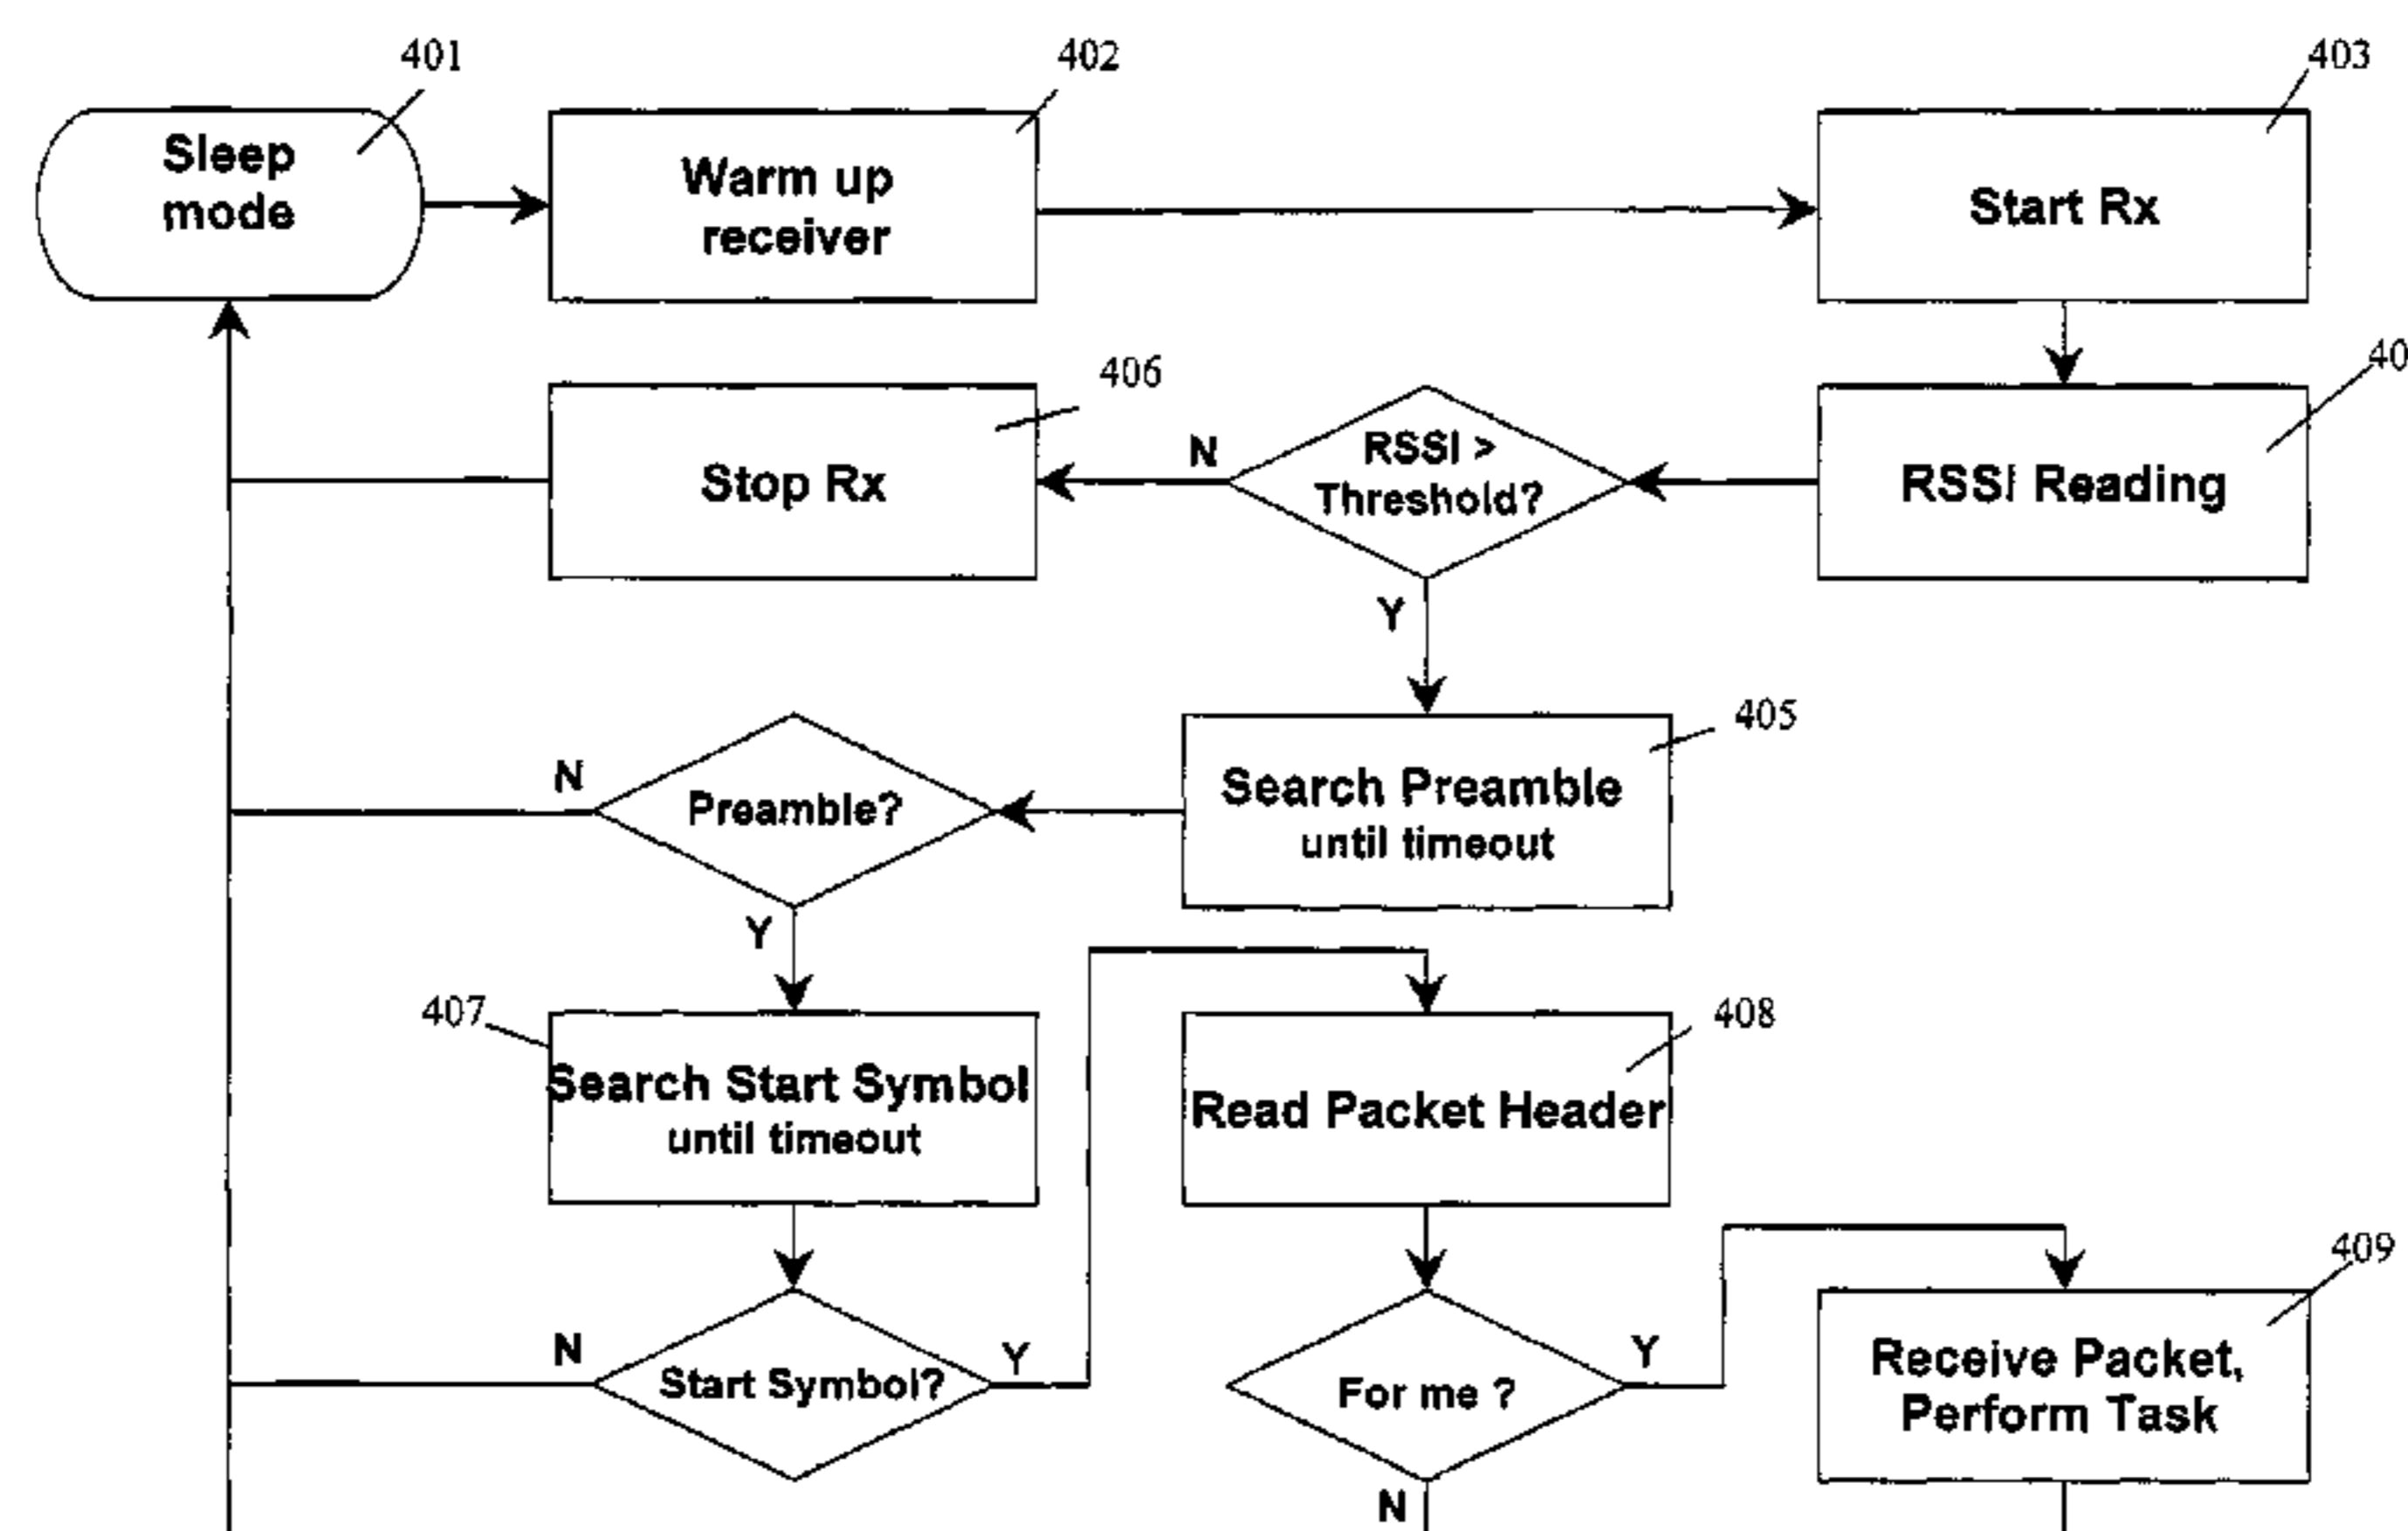 401
402
403
Sleep
mode
Warm up
receiver
Start Rx
406
40
N
RSSI >
Threshold?
Stop Rx
RSSI Reading
Y
405
N
Preamble?
Search Preamble
until timeout
Y
407
408
Search Start Symbol
until timeout
Read Packet Header
409
N
Start Symbol?
Y
For me ?
Y
Receive Packet,
Perform Task
N